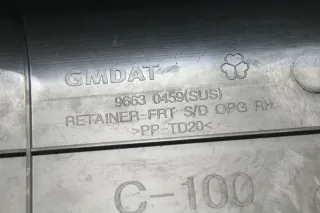 GMDAT
9663 0459(SUS)
RETAINER-FRT S/D OPG RH
>PP-TD20<
C-100